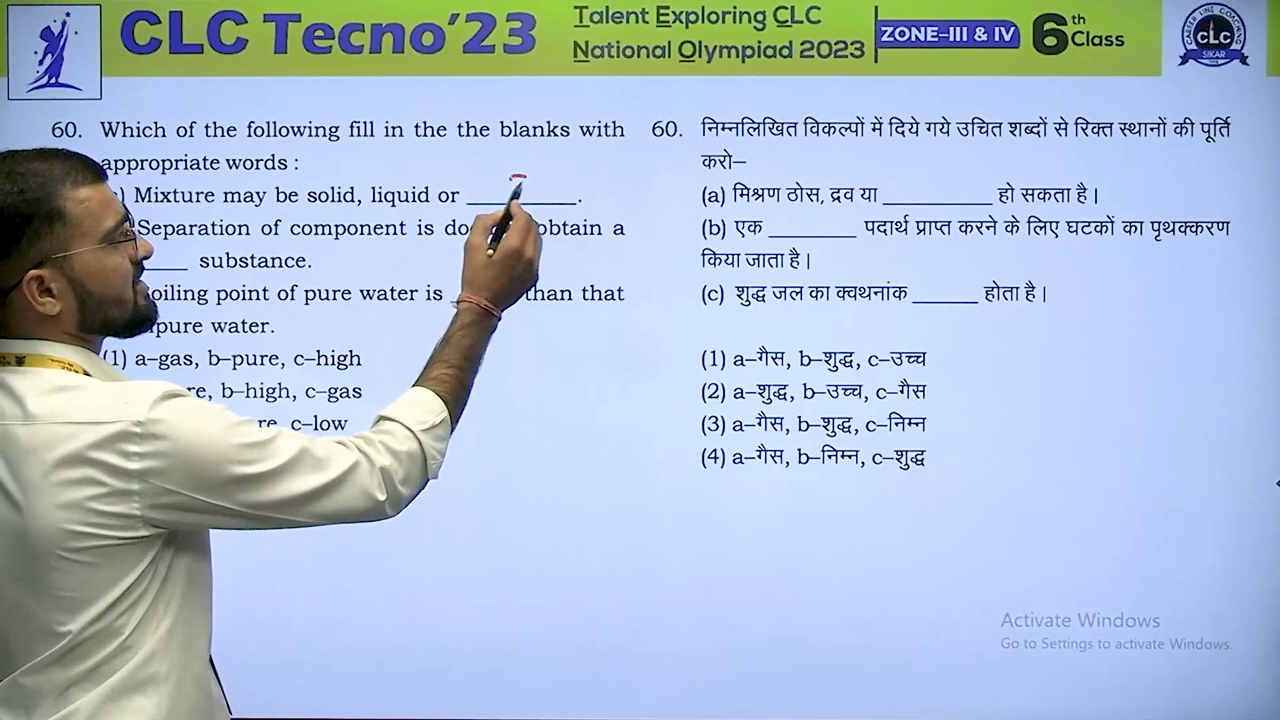 CLC Tecno'23
Talent Exploring CLC
National Olympiad 2023
ZONE–III & IV
6th Class
CLC
SIKAR
60. Which of the following fill in the the blanks with
appropriate words :
) Mixture may be solid, liquid or ________.
Separation of component is obtain a
____ substance.
oiling point of pure water is than that
pure water.
(1) a–gas, b–pure, c–high
re, b–high, c–gas
re, c–low
60. निम्नलिखित विकल्पों में दिये गये उचित शब्दों से रिक्त स्थानों की पूर्ति
करो–
(a) मिश्रण ठोस, द्रव या ________ हो सकता है।
(b) एक ________ पदार्थ प्राप्त करने के लिए घटकों का पृथक्करण
किया जाता है।
(c) शुद्ध जल का क्वथनांक ______ होता है।
(1) a–गैस, b–शुद्ध, c–उच्च
(2) a–शुद्ध, b–उच्च, c–गैस
(3) a–गैस, b–शुद्ध, c–निम्न
(4) a–गैस, b–निम्न, c–शुद्ध
Activate Windows
Go to Settings to activate Windows.